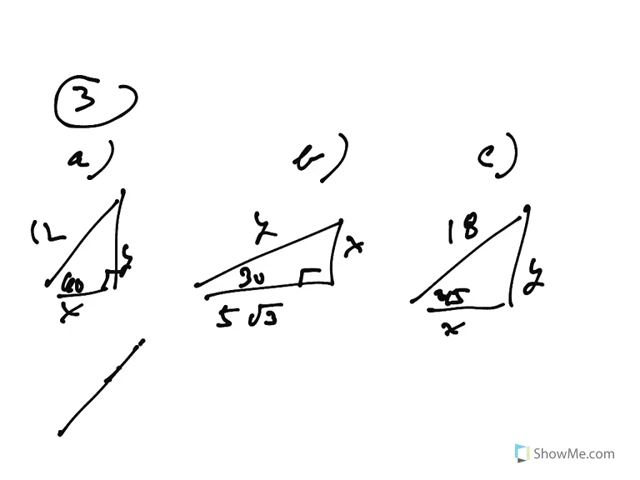 3
a) b) c)
12 y x 18
60 y 30 45 y
x 5√3 x
ShowMe.com